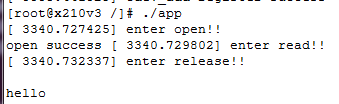 [root@x210v3 /]# ./app
[ 3340.727425] enter open!!
open success [ 3340.729802] enter read!!
[ 3340.732337] enter release!!
hello